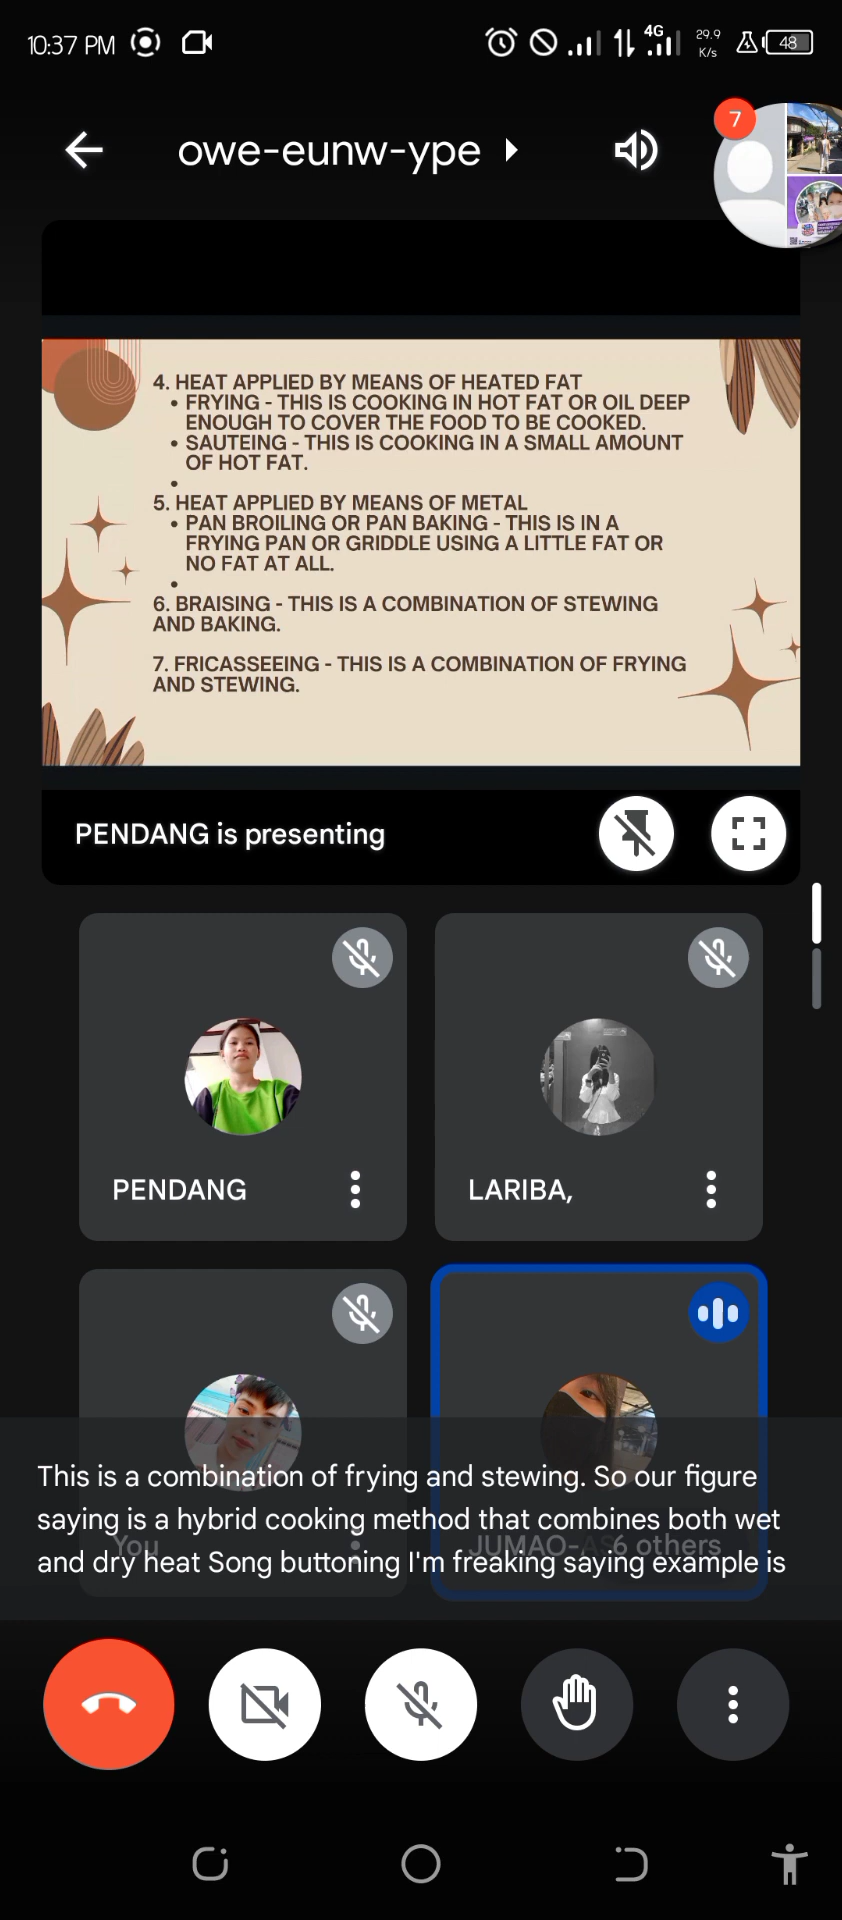 10:37 PM
4G
29.9
K/s
48
owe-eunw-ype
7
4. HEAT APPLIED BY MEANS OF HEATED FAT
• FRYING - THIS IS COOKING IN HOT FAT OR OIL DEEP
ENOUGH TO COVER THE FOOD TO BE COOKED.
• SAUTEING - THIS IS COOKING IN A SMALL AMOUNT
OF HOT FAT.
•
5. HEAT APPLIED BY MEANS OF METAL
• PAN BROILING OR PAN BAKING - THIS IS IN A
FRYING PAN OR GRIDDLE USING A LITTLE FAT OR
NO FAT AT ALL.
•
6. BRAISING - THIS IS A COMBINATION OF STEWING
AND BAKING.
7. FRICASSEEING - THIS IS A COMBINATION OF FRYING
AND STEWING.
PENDANG is presenting
PENDANG
LARIBA,
This is a combination of frying and stewing. So our figure
saying is a hybrid cooking method that combines both wet
You
JUMAO-AS
6 others
and dry heat Song buttoning I'm freaking saying example is